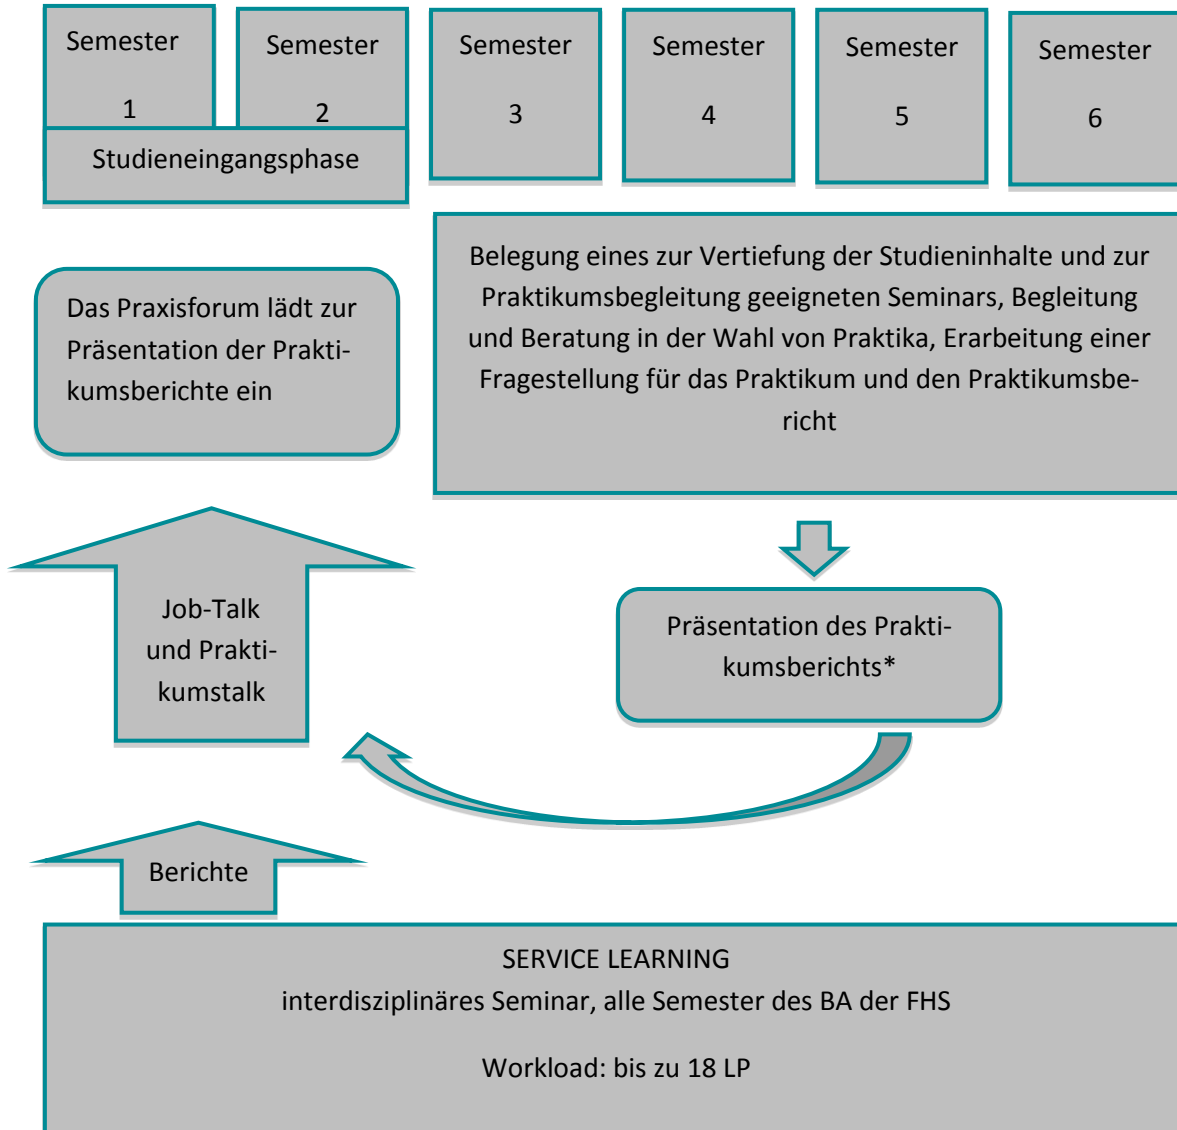 Semester
1
Semester
2
Semester
3
Semester
4
Semester
5
Semester
6
Studieneingangsphase
Das Praxisforum lädt zur
Präsentation der Prakti-
kumsberichte ein
Belegung eines zur Vertiefung der Studieninhalte und zur
Praktikumsbegleitung geeigneten Seminars, Begleitung
und Beratung in der Wahl von Praktika, Erarbeitung einer
Fragestellung für das Praktikum und den Praktikumsbe-
richt
Job-Talk
und Prakti-
kumstalk
Präsentation des Prakti-
kumsberichts*
Berichte
SERVICE LEARNING
interdisziplinäres Seminar, alle Semester des BA der FHS
Workload: bis zu 18 LP